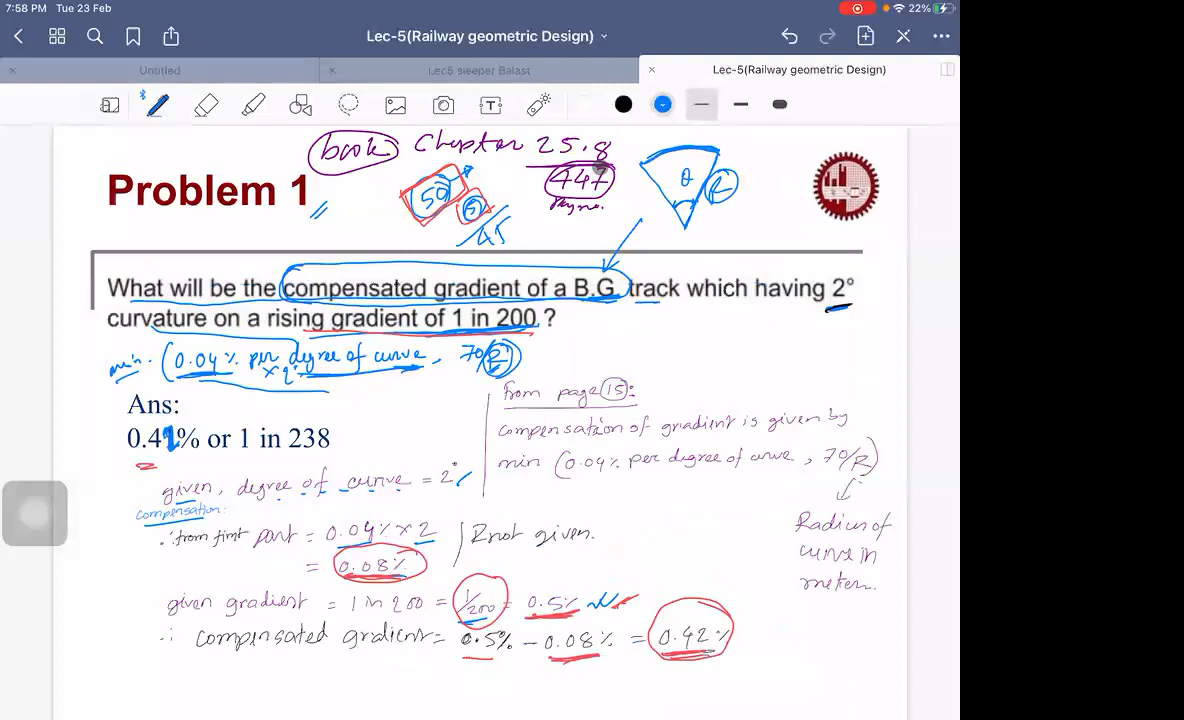 7:58 PM Tue 23 Feb
22%
Lec-5(Railway geometric Design)
Untitled
Lec5 sleeper Balast
Lec-5(Railway geometric Design)
book Chapter 25.8
447
Problem 1
50
5
45
θ
R
What will be the compensated gradient of a B.G. track which having 2°
curvature on a rising gradient of 1 in 200.?
min. (0.04% per degree of curve, 70/R)
×2°
Ans:
0.42% or 1 in 238
From page 15:
compensation of gradient is given by
min (0.04% per degree of curve, 70/R)
Radius of
curve in
meter.
given, degree of curve = 2°
Compensation:
∴ from first part = 0.04% × 2
R not given.
= 0.08%
given gradient = 1 in 200 = 1/200 = 0.5%
∴ compensated gradient = 0.5% - 0.08% = 0.42%